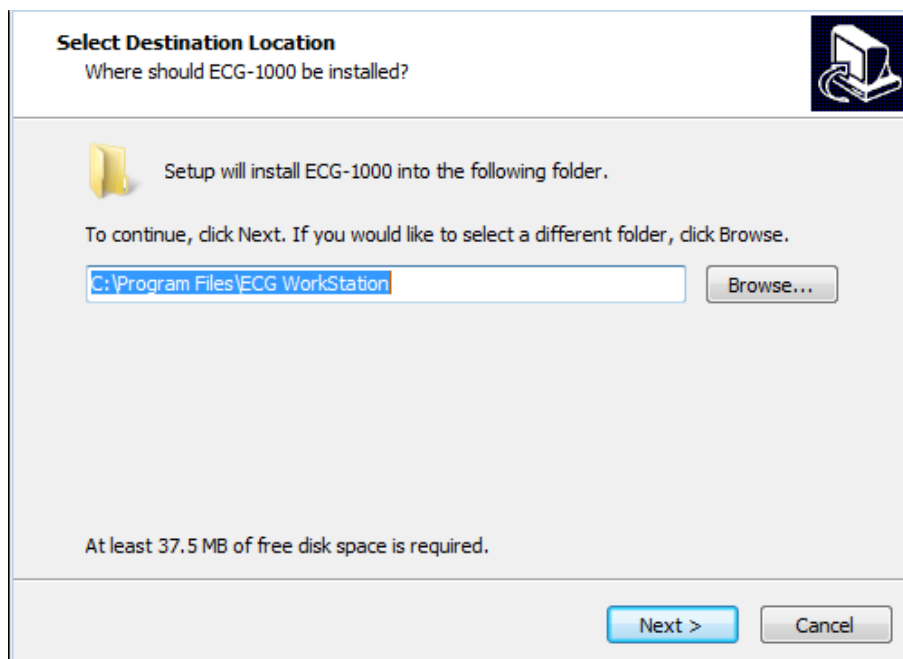 Select Destination Location
Where should ECG-1000 be installed?
Setup will install ECG-1000 into the following folder.
To continue, click Next. If you would like to select a different folder, click Browse.
C:\Program Files\ECG WorkStation
Browse...
At least 37.5 MB of free disk space is required.
Next >
Cancel